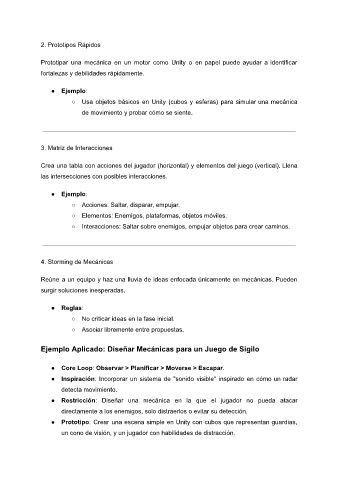 2. Prototipos Rápidos
Prototipar una mecánica en un motor como Unity o en papel puede ayudar a identificar
fortalezas y debilidades rápidamente.
● Ejemplo:
○ Usa objetos básicos en Unity (cubos y esferas) para simular una mecánica
de movimiento y probar cómo se siente.
3. Matriz de Interacciones
Crea una tabla con acciones del jugador (horizontal) y elementos del juego (vertical). Llena
las intersecciones con posibles interacciones.
● Ejemplo:
○ Acciones: Saltar, disparar, empujar.
○ Elementos: Enemigos, plataformas, objetos móviles.
○ Interacciones: Saltar sobre enemigos, empujar objetos para crear caminos.
4. Storming de Mecánicas
Reúne a un equipo y haz una lluvia de ideas enfocada únicamente en mecánicas. Pueden
surgir soluciones inesperadas.
● Reglas:
○ No criticar ideas en la fase inicial.
○ Asociar libremente entre propuestas.
Ejemplo Aplicado: Diseñar Mecánicas para un Juego de Sigilo
● Core Loop: Observar > Planificar > Moverse > Escapar.
● Inspiración: Incorporar un sistema de "sonido visible" inspirado en cómo un radar
detecta movimiento.
● Restricción: Diseñar una mecánica en la que el jugador no pueda atacar
directamente a los enemigos, solo distraerlos o evitar su detección.
● Prototipo: Crear una escena simple en Unity con cubos que representan guardias,
un cono de visión, y un jugador con habilidades de distracción.